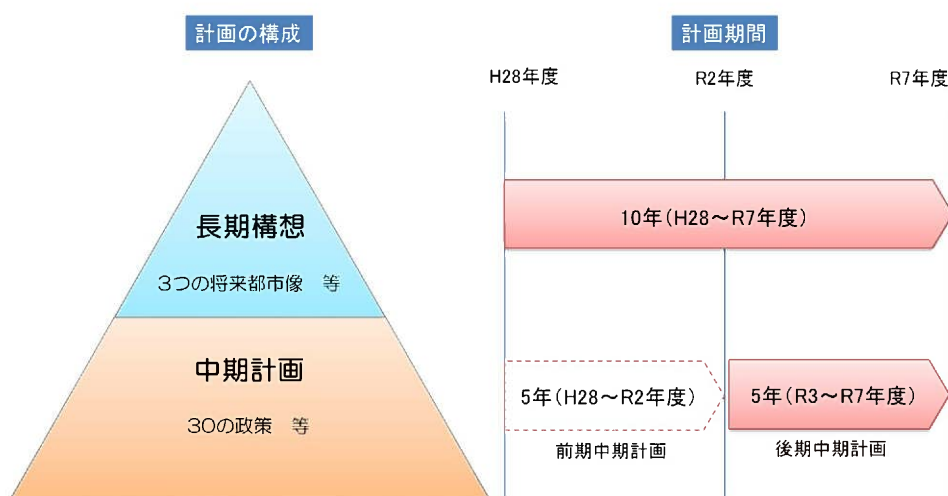 計画の構成
長期構想
3つの将来都市像　等
中期計画
30の政策　等
計画期間
H28年度
R2年度
R7年度
10年(H28～R7年度)
5年(H28～R2年度)
5年(R3～R7年度)
前期中期計画
後期中期計画